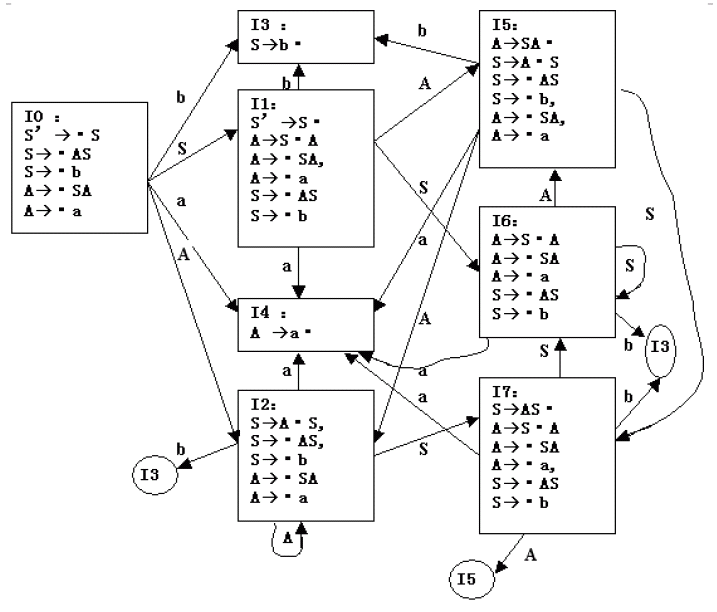 I0 :
S' →▪ S
S→▪ AS
S→▪ b
A→▪ SA
A→▪ a
I3 :
S→b ▪
I1:
S' →S ▪
A→S ▪ A
A→▪ SA,
A→▪ a
S→▪ AS
S→▪ b
I4 :
A →a ▪
I2:
S→A ▪ S,
S→▪ AS,
S→▪ b
A→▪ SA
A→▪ a
I5:
A→SA ▪
S→A ▪ S
S→▪ AS
S→▪ b,
A→▪ SA,
A→▪ a
I6:
A→S ▪ A
A→▪ SA
A→▪ a
S→▪ AS
S→▪ b
I7:
S→AS ▪
A→S ▪ A
A→▪ SA
A→▪ a,
S→▪ AS
S→▪ b
b
S
a
A
b
a
a
b
I3
A
b
A
S
a
A
a
a
S
A
S
S
S
b
I3
b
A
I5